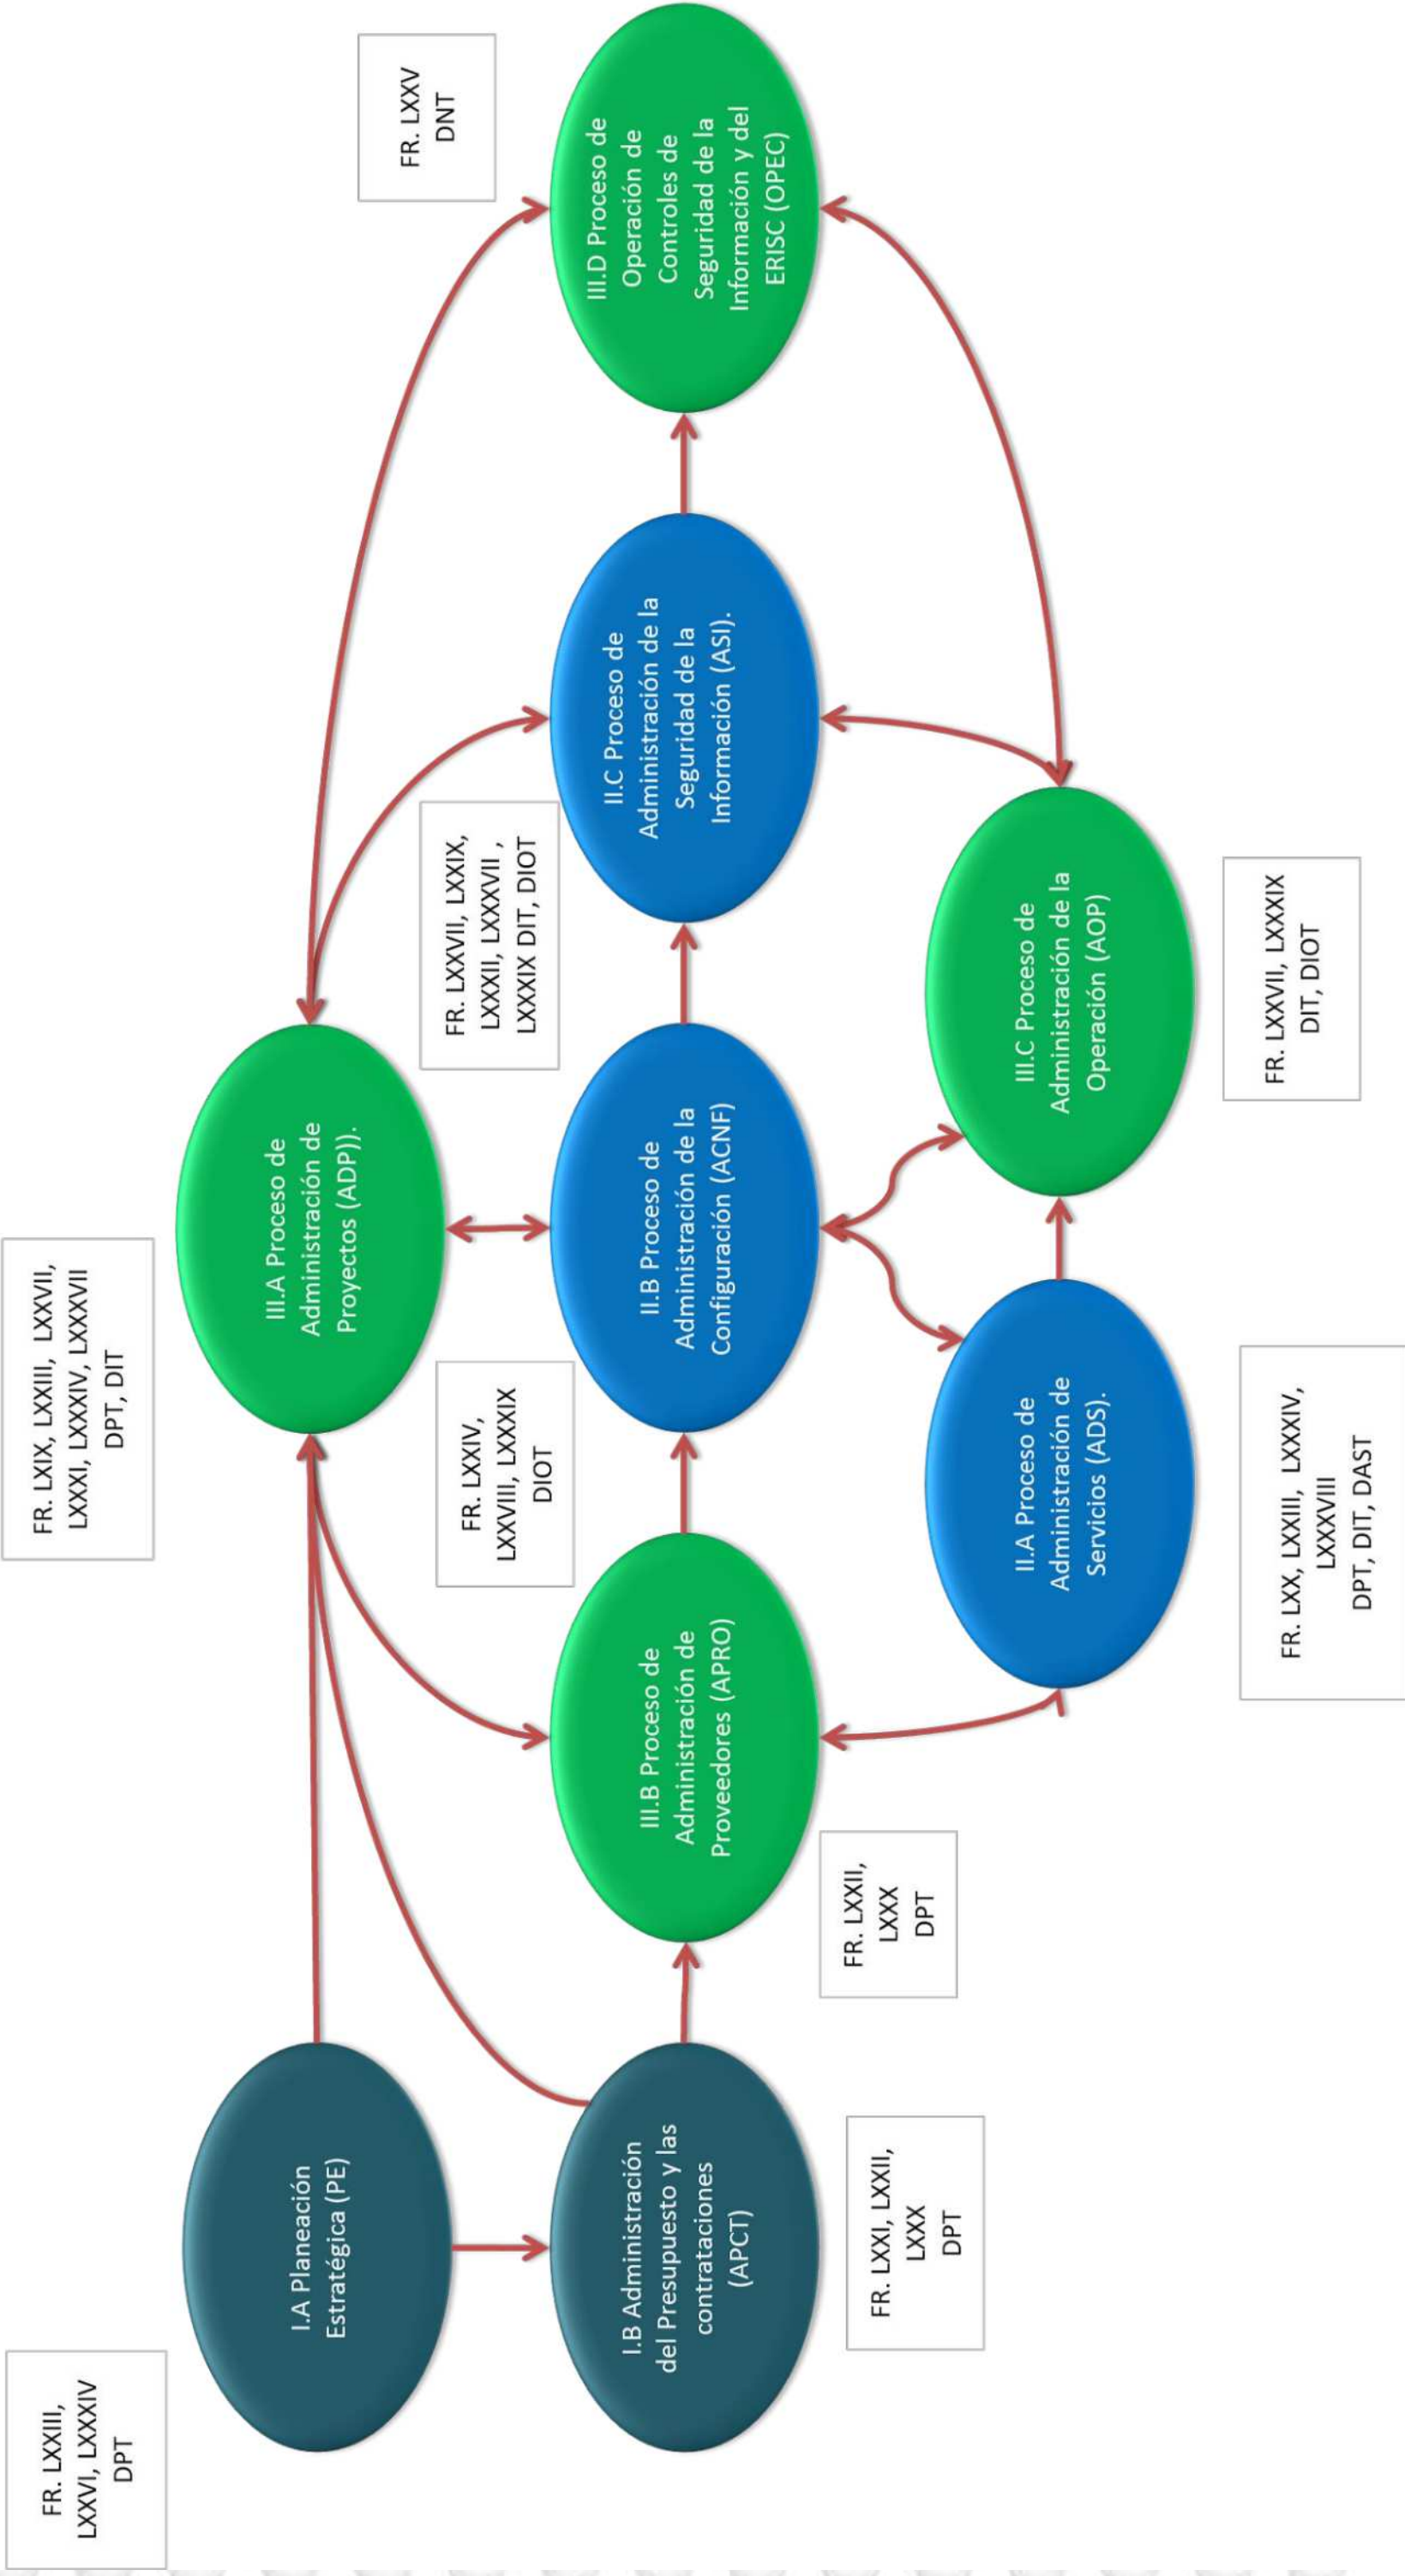 FR. LXXIII,
LXXVI, LXXXIV
DPT
I.A Planeación
Estratégica (PE)
I.B Administración
del Presupuesto y las
contrataciones
(APCT)
FR. LXXI, LXXII,
LXXX
DPT
FR. LXIX, LXXIII, LXXVII,
LXXXI, LXXXIV, LXXXVII
DPT, DIT
III.A Proceso de
Administración de
Proyectos (ADP)).
III.B Proceso de
Administración de
Proveedores (APRO)
FR. LXXII,
LXXX
DPT
FR. LXXIV,
LXXVIII, LXXXIX
DIOT
II.B Proceso de
Administración de la
Configuración (ACNF)
II.A Proceso de
Administración de
Servicios (ADS).
FR. LXX, LXXIII, LXXXIV,
LXXXVIII
DPT, DIT, DAST
FR. LXXVII, LXXIX,
LXXXII, LXXXVII ,
LXXXIX DIT, DIOT
II.C Proceso de
Administración de la
Seguridad de la
Información (ASI).
III.C Proceso de
Administración de la
Operación (AOP)
FR. LXXVII, LXXXIX
DIT, DIOT
FR. LXXV
DNT
III.D Proceso de
Operación de
Controles de
Seguridad de la
Información y del
ERISC (OPEC)